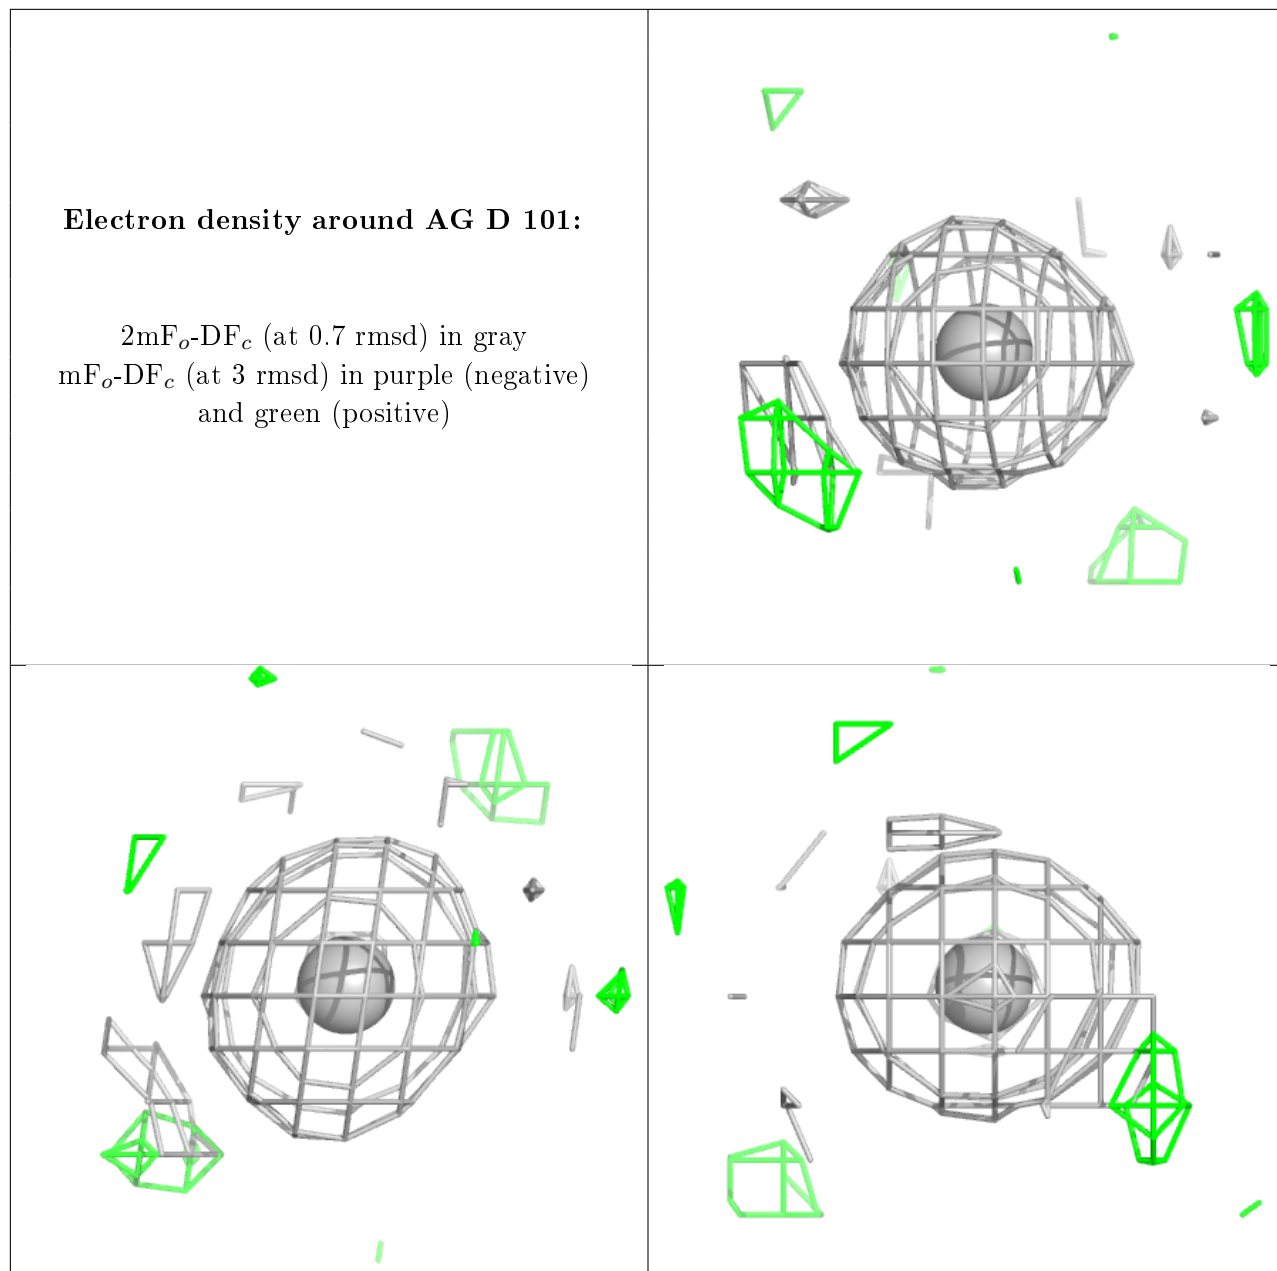 Electron density around AG D 101:
2mFo-DFc (at 0.7 rmsd) in gray
mFo-DFc (at 3 rmsd) in purple (negative)
and green (positive)